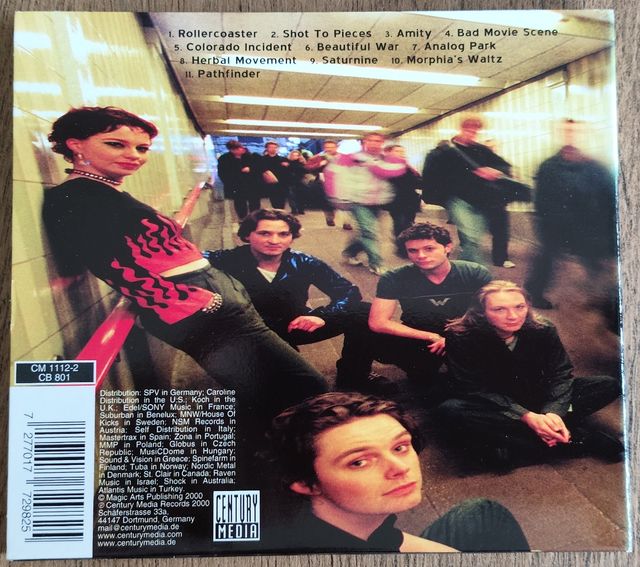 1. Rollercoaster 2. Shot To Pieces 3. Amity 4. Bad Movie Scene
5. Colorado Incident 6. Beautiful War 7. Analog Park
8. Herbal Movement 9. Saturnine 10. Morphia's Waltz
11. Pathfinder
CM 1112-2
CB 801
7 27701 729825
Distribution: SPV in Germany; Caroline
Distribution in the U.S.; Koch in the
U.K.; Edel/SONY Music in France;
Suburban in Benelux; MNW/House Of
Kicks in Sweden; NSM Records in
Austria; Self Distribution in Italy;
Mastertrax in Spain; Zona in Portugal;
MMP in Poland; Globus in Czech
Republic; MusiCDome in Hungary;
Sound & Vision in Greece; Spinefarm in
Finland; Tuba in Norway; Nordic Metal
in Denmark; St. Clair in Canada; Raven
Music in Israel; Shock in Australia;
Atlantis Music in Turkey.
© Magic Arts Publishing 2000
℗ Century Media Records 2000
Schäferstrasse 33a,
44147 Dortmund, Germany
mail@centurymedia.de
www.centurymedia.com
www.centurymedia.de
CENTURY
MEDIA